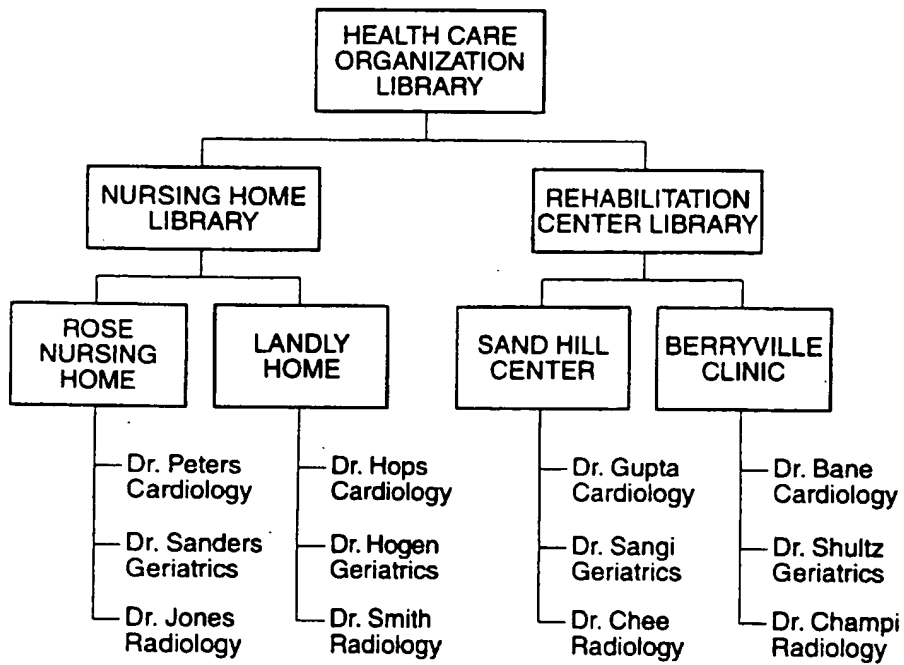 HEALTH CARE
ORGANIZATION
LIBRARY
NURSING HOME
LIBRARY
REHABILITATION
CENTER LIBRARY
ROSE
NURSING
HOME
LANDLY
HOME
SAND HILL
CENTER
BERRYVILLE
CLINIC
Dr. Peters
Cardiology
Dr. Sanders
Geriatrics
Dr. Jones
Radiology
Dr. Hops
Cardiology
Dr. Hogen
Geriatrics
Dr. Smith
Radiology
Dr. Gupta
Cardiology
Dr. Sangi
Geriatrics
Dr. Chee
Radiology
Dr. Bane
Cardiology
Dr. Shultz
Geriatrics
Dr. Champi
Radiology